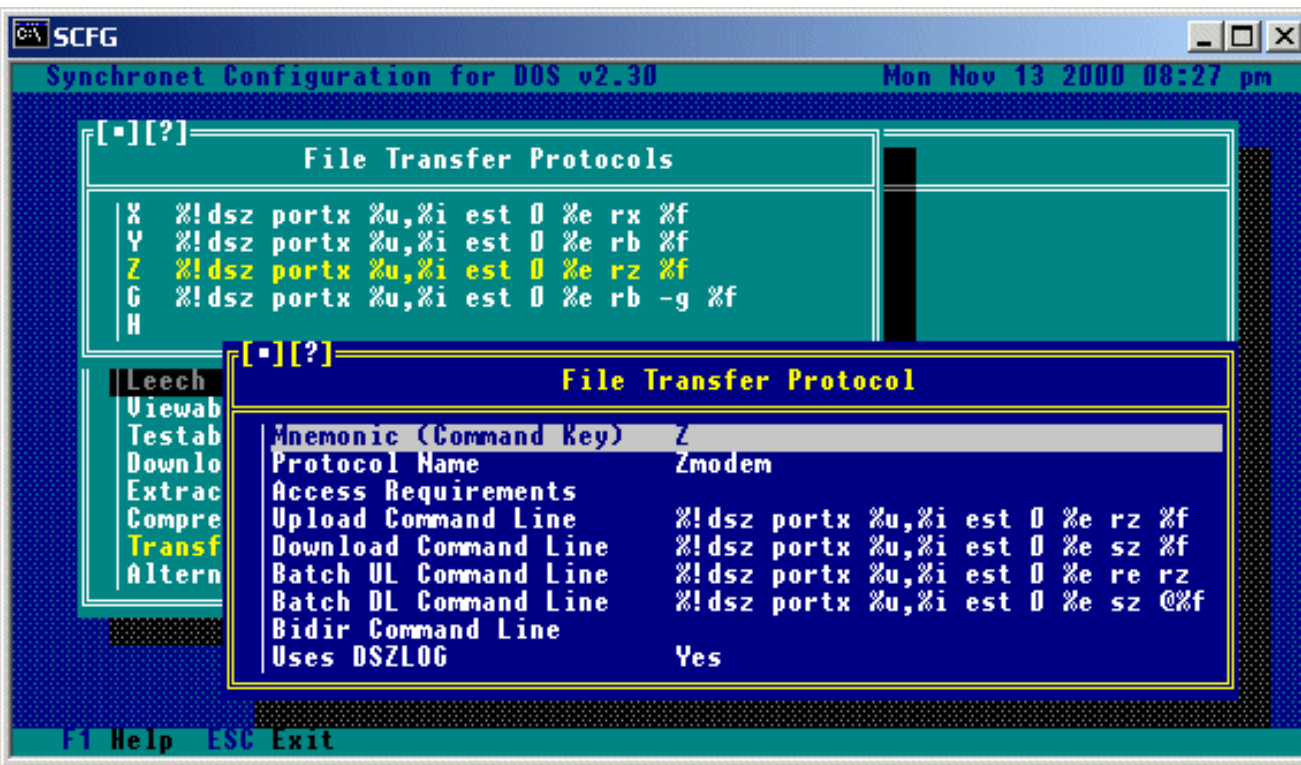 SCFG
Synchronet Configuration for DOS v2.30 Mon Nov 13 2000 08:27 pm
[▪][?]
File Transfer Protocols
X %!dsz portx %u,%i est 0 %e rx %f
Y %!dsz portx %u,%i est 0 %e rb %f
Z %!dsz portx %u,%i est 0 %e rz %f
G %!dsz portx %u,%i est 0 %e rb -g %f
H
[▪][?]
File Transfer Protocol
Leech
Viewab
Testab
Downlo
Extrac
Compre
Transf
Altern
Mnemonic (Command Key) Z
Protocol Name Zmodem
Access Requirements
Upload Command Line %!dsz portx %u,%i est 0 %e rz %f
Download Command Line %!dsz portx %u,%i est 0 %e sz %f
Batch UL Command Line %!dsz portx %u,%i est 0 %e re rz
Batch DL Command Line %!dsz portx %u,%i est 0 %e sz @%f
Bidir Command Line
Uses DSZLOG Yes
F1 Help ESC Exit